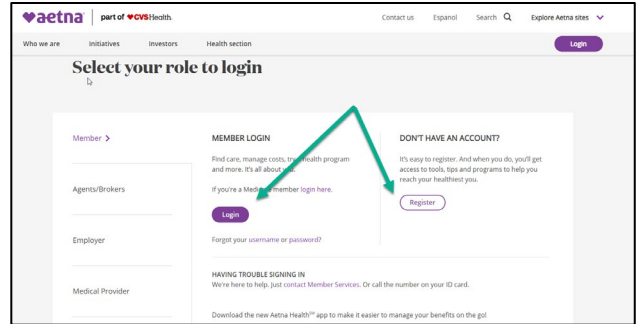 aetna part of CVSHealth.
Contact us Espanol Search Explore Aetna sites
Who we are Initiatives Investors Health section Login
Select your role to login
Member >
Agents/Brokers
Employer
Medical Provider
MEMBER LOGIN
Find care, manage costs, health program
and more. It's all about
If you're a member login here.
Login
Forgot your username or password?
DON'T HAVE AN ACCOUNT?
It's easy to register. And when you do, you'll get
access to tools, tips and programs to help you
reach your healthiest you.
Register
HAVING TROUBLE SIGNING IN
We're here to help. Just contact Member Services. Or call the number on your ID card.
Download the new Aetna Health℠ app to make it easier to manage your benefits on the go!